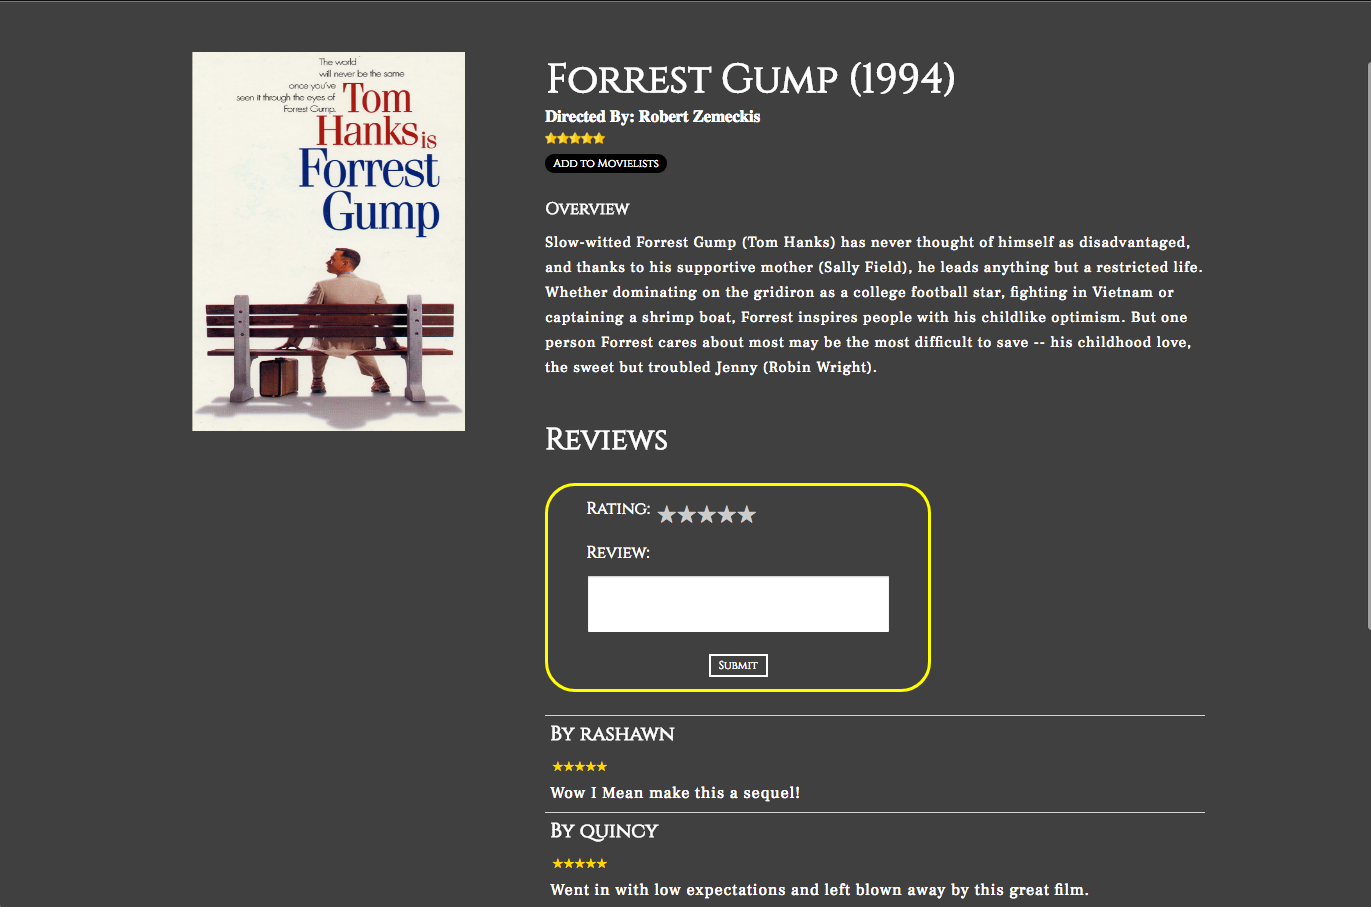 The world
will never be the same
once you've
seen it through the eyes of
Forrest Gump.
Tom
Hanks is
Forrest
Gump
Forrest Gump (1994)
Directed By: Robert Zemeckis
Add to Movielists
Overview
Slow-witted Forrest Gump (Tom Hanks) has never thought of himself as disadvantaged,
and thanks to his supportive mother (Sally Field), he leads anything but a restricted life.
Whether dominating on the gridiron as a college football star, fighting in Vietnam or
captaining a shrimp boat, Forrest inspires people with his childlike optimism. But one
person Forrest cares about most may be the most difficult to save -- his childhood love,
the sweet but troubled Jenny (Robin Wright).
Reviews
Rating:
Review:
Submit
By rashawn
Wow I Mean make this a sequel!
By quincy
Went in with low expectations and left blown away by this great film.